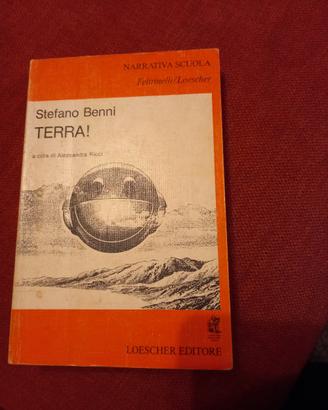 NARRATIVA SCUOLA
Feltrinelli/Loescher
Stefano Benni
TERRA!
a cura di Alessandra Ricci
LOESCHER EDITORE